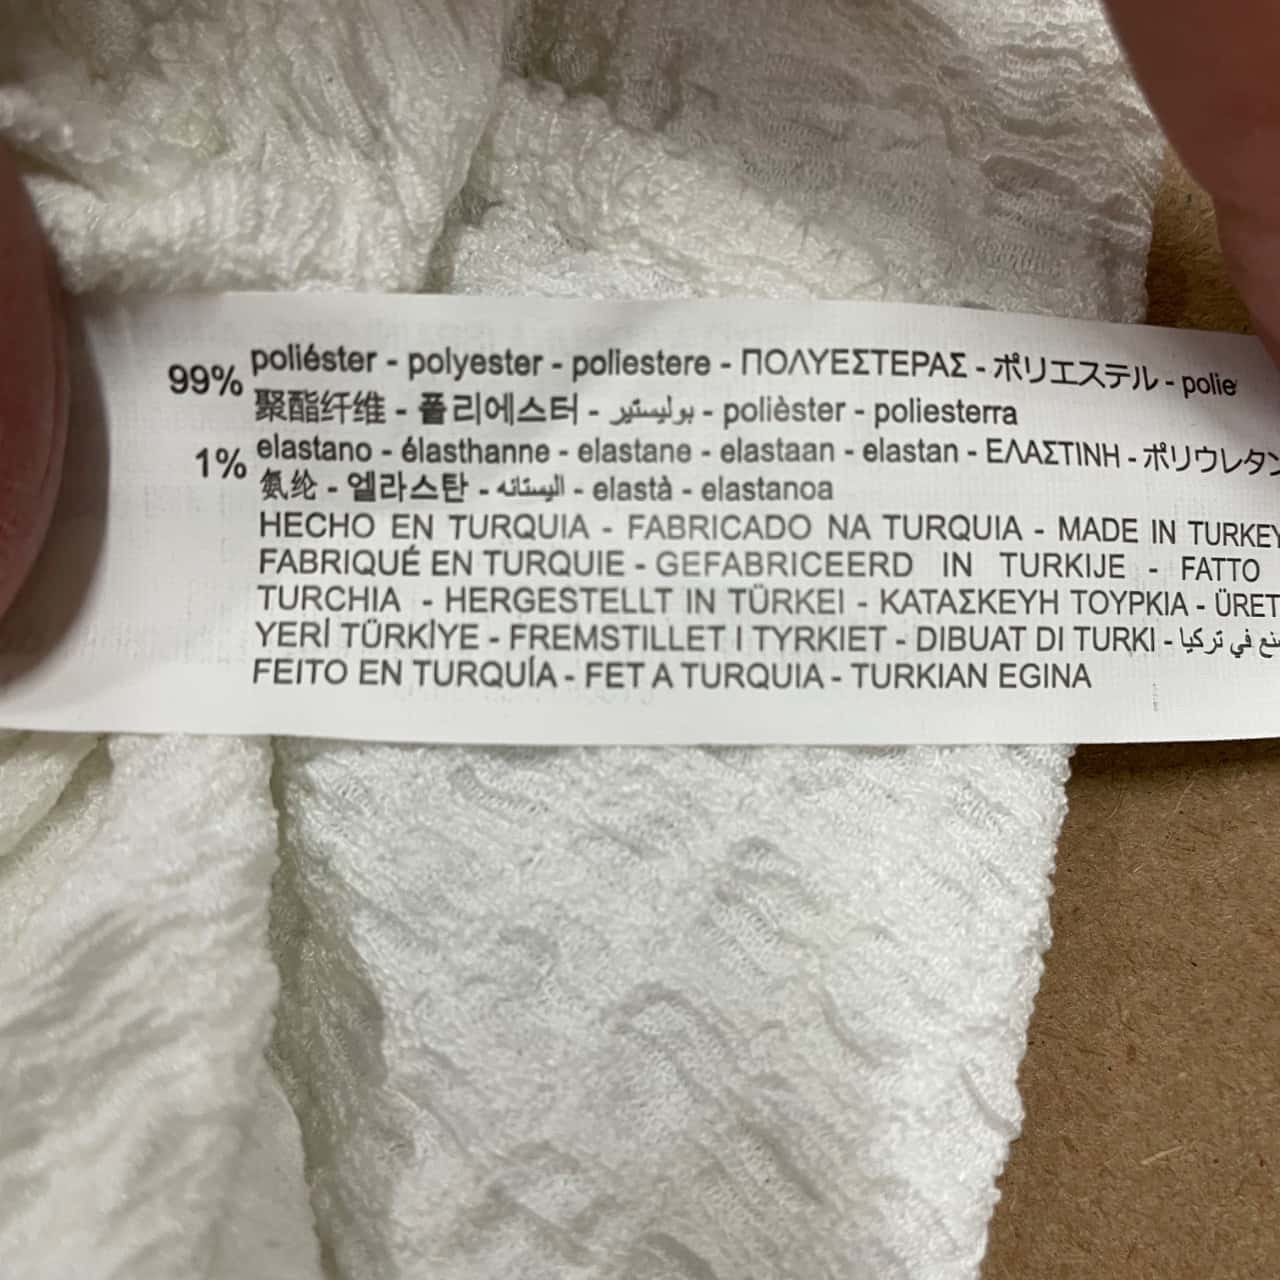 99% poliéster - polyester - poliestere - ΠΟΛΥΕΣΤΕΡΑΣ - ポリエステル - polie
聚酯纤维 - 폴리에스터 - بوليستير - polièster - poliesterra
1% elastano - élasthanne - elastane - elastaan - elastan - ΕΛΑΣΤΙΝΗ - ポリウレタン
氨纶 - 엘라스탄 - اليستانه - elastà - elastanoa
HECHO EN TURQUIA - FABRICADO NA TURQUIA - MADE IN TURKEY
FABRIQUÉ EN TURQUIE - GEFABRICEERD IN TURKIJE - FATTO
TURCHIA - HERGESTELLT IN TÜRKEI - ΚΑΤΑΣΚΕΥΗ ΤΟΥΡΚΙΑ - ÜRET
YERİ TÜRKİYE - FREMSTILLET I TYRKIET - DIBUAT DI TURKI - صنع في تركيا
FEITO EN TURQUÍA - FET A TURQUIA - TURKIAN EGINA